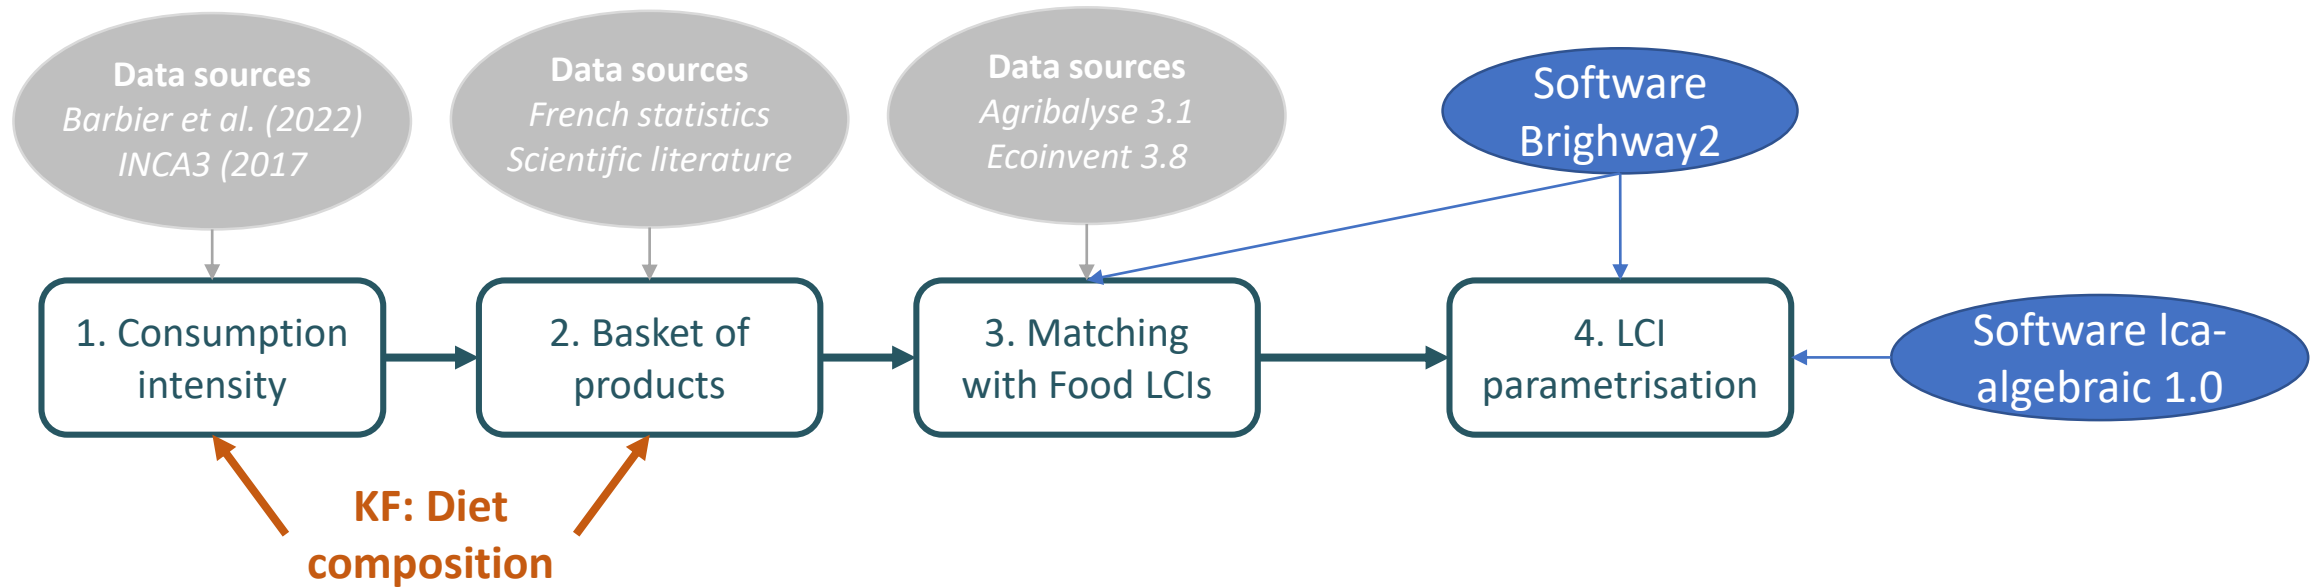 Data sources
Barbier et al. (2022)
INCA3 (2017
Data sources
French statistics
Scientific literature
Data sources
Agribalyse 3.1
Ecoinvent 3.8
Software
Brighway2
1. Consumption
intensity
2. Basket of
products
3. Matching
with Food LCIs
4. LCI
parametrisation
Software lca-
algebraic 1.0
KF: Diet
composition